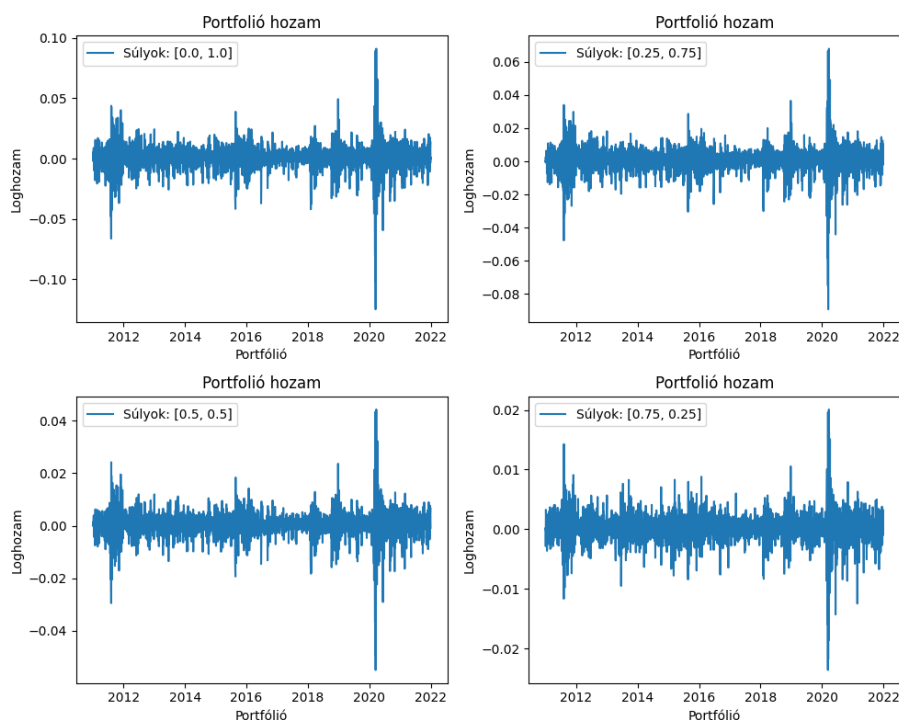 Portfolió hozam
Súlyok: [0.0, 1.0]
0.10
0.05
0.00
−0.05
−0.10
Loghozam
2012 2014 2016 2018 2020 2022
Portfólió
Portfolió hozam
Súlyok: [0.25, 0.75]
0.06
0.04
0.02
0.00
−0.02
−0.04
−0.06
−0.08
Loghozam
2012 2014 2016 2018 2020 2022
Portfólió
Portfolió hozam
Súlyok: [0.5, 0.5]
0.04
0.02
0.00
−0.02
−0.04
Loghozam
2012 2014 2016 2018 2020 2022
Portfólió
Portfolió hozam
Súlyok: [0.75, 0.25]
0.02
0.01
0.00
−0.01
−0.02
Loghozam
2012 2014 2016 2018 2020 2022
Portfólió